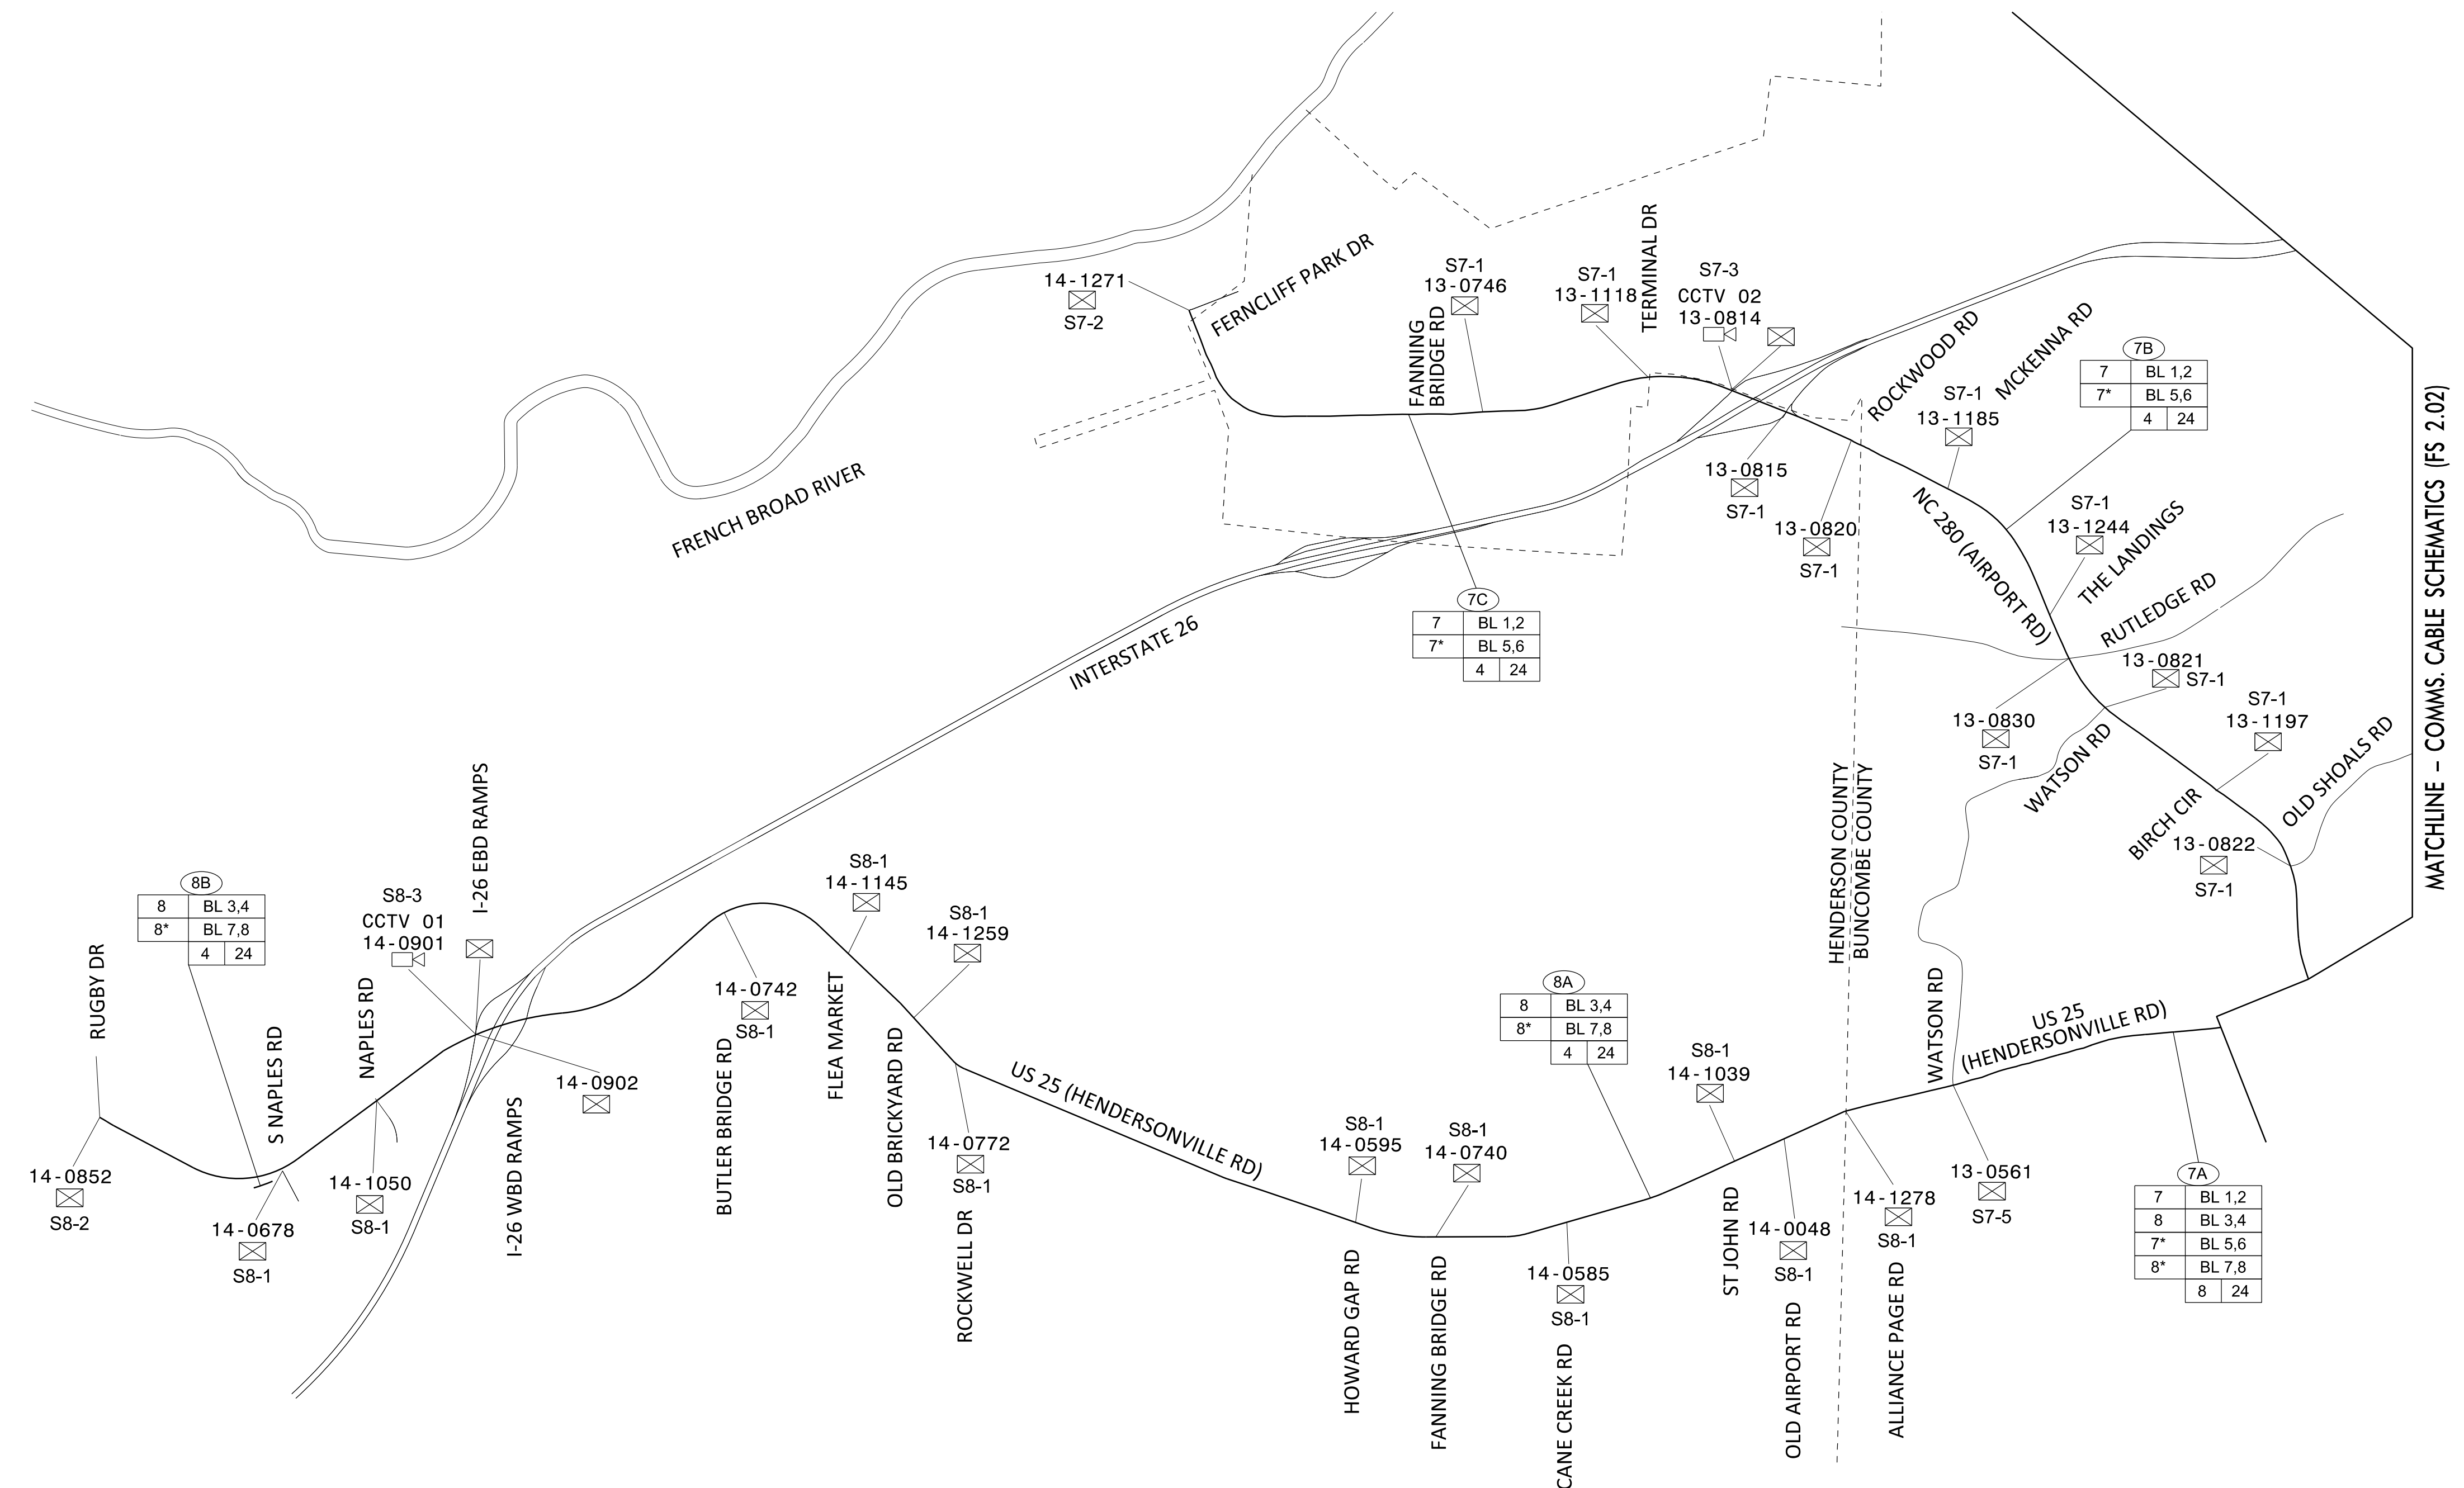 14-1271
S7-2
FERNCLIFF PARK DR
FANNING
BRIDGE RD
S7-1
13-0746
S7-1
13-1118
TERMINAL DR
S7-3
CCTV 02
13-0814
ROCKWOOD RD
MCKENNA RD
S7-1
13-1185
7B
7 BL 1,2
7* BL 5,6
4 24
13-0815
S7-1
13-0820
S7-1
NC 280 (AIRPORT RD)
S7-1
13-1244
THE LANDINGS
RUTLEDGE RD
FRENCH BROAD RIVER
INTERSTATE 26
7C
7 BL 1,2
7* BL 5,6
4 24
13-0821
S7-1
13-0830
S7-1
WATSON RD
S7-1
13-1197
BIRCH CIR
OLD SHOALS RD
13-0822
S7-1
MATCHLINE - COMMS. CABLE SCHEMATICS (FS 2.02)
HENDERSON COUNTY
BUNCOMBE COUNTY
8B
8 BL 3,4
8* BL 7,8
4 24
RUGBY DR
14-0852
S8-2
S NAPLES RD
14-0678
S8-1
NAPLES RD
14-1050
S8-1
S8-3
CCTV 01
14-0901
I-26 EBD RAMPS
I-26 WBD RAMPS
14-0902
14-0742
S8-1
BUTLER BRIDGE RD
S8-1
14-1145
FLEA MARKET
S8-1
14-1259
OLD BRICKYARD RD
14-0772
S8-1
ROCKWELL DR
US 25 (HENDERSONVILLE RD)
S8-1
14-0595
HOWARD GAP RD
S8-1
14-0740
FANNING BRIDGE RD
14-0585
S8-1
CANE CREEK RD
8A
8 BL 3,4
8* BL 7,8
4 24
S8-1
14-1039
ST JOHN RD
14-0048
S8-1
OLD AIRPORT RD
14-1278
S8-1
ALLIANCE PAGE RD
WATSON RD
13-0561
S7-5
US 25
(HENDERSONVILLE RD)
7A
7 BL 1,2
8 BL 3,4
7* BL 5,6
8* BL 7,8
8 24